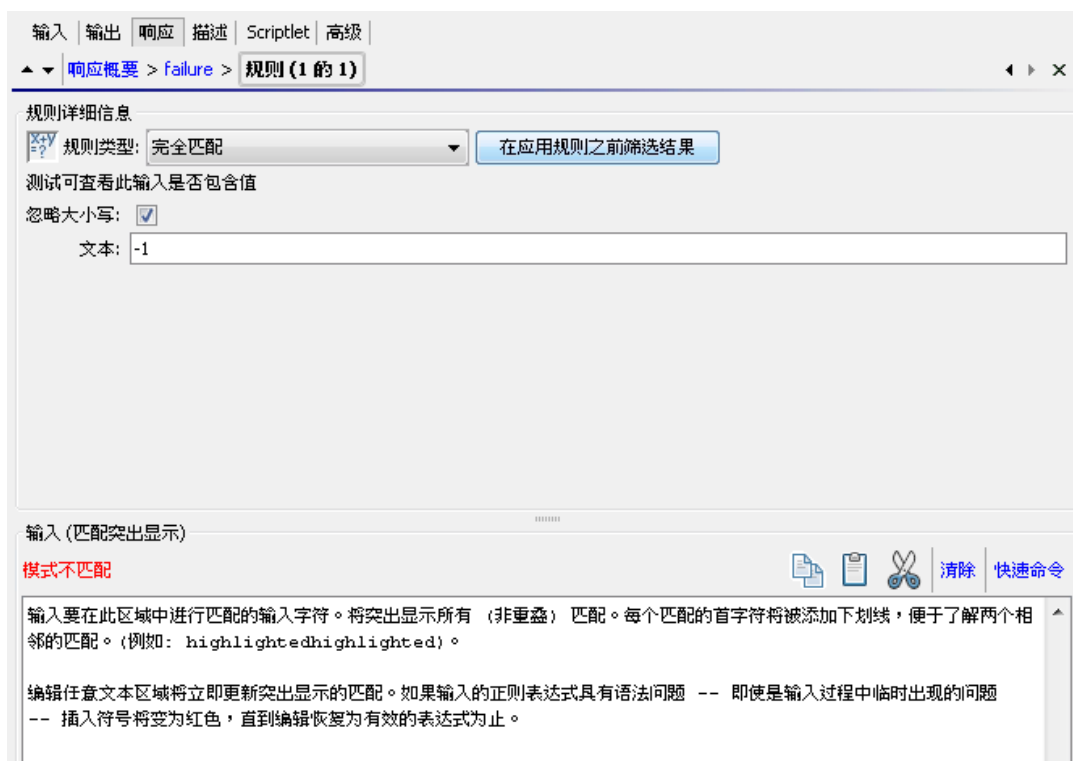 输入 输出 响应 描述 Scriptlet 高级
响应概要 > failure > 规则 (1 的 1)
规则详细信息
X+Y =? 规则类型: 完全匹配 在应用规则之前筛选结果
测试可查看此输入是否包含值
忽略大小写:
文本: -1
输入 (匹配突出显示)
模式不匹配 清除 快速命令
输入要在此区域中进行匹配的输入字符。将突出显示所有 (非重叠) 匹配。每个匹配的首字符将被添加下划线，便于了解两个相
邻的匹配。(例如: highlightedhighlighted)。
编辑任意文本区域将立即更新突出显示的匹配。如果输入的正则表达式具有语法问题 -- 即使是输入过程中临时出现的问题
-- 插入符号将变为红色，直到编辑恢复为有效的表达式为止。